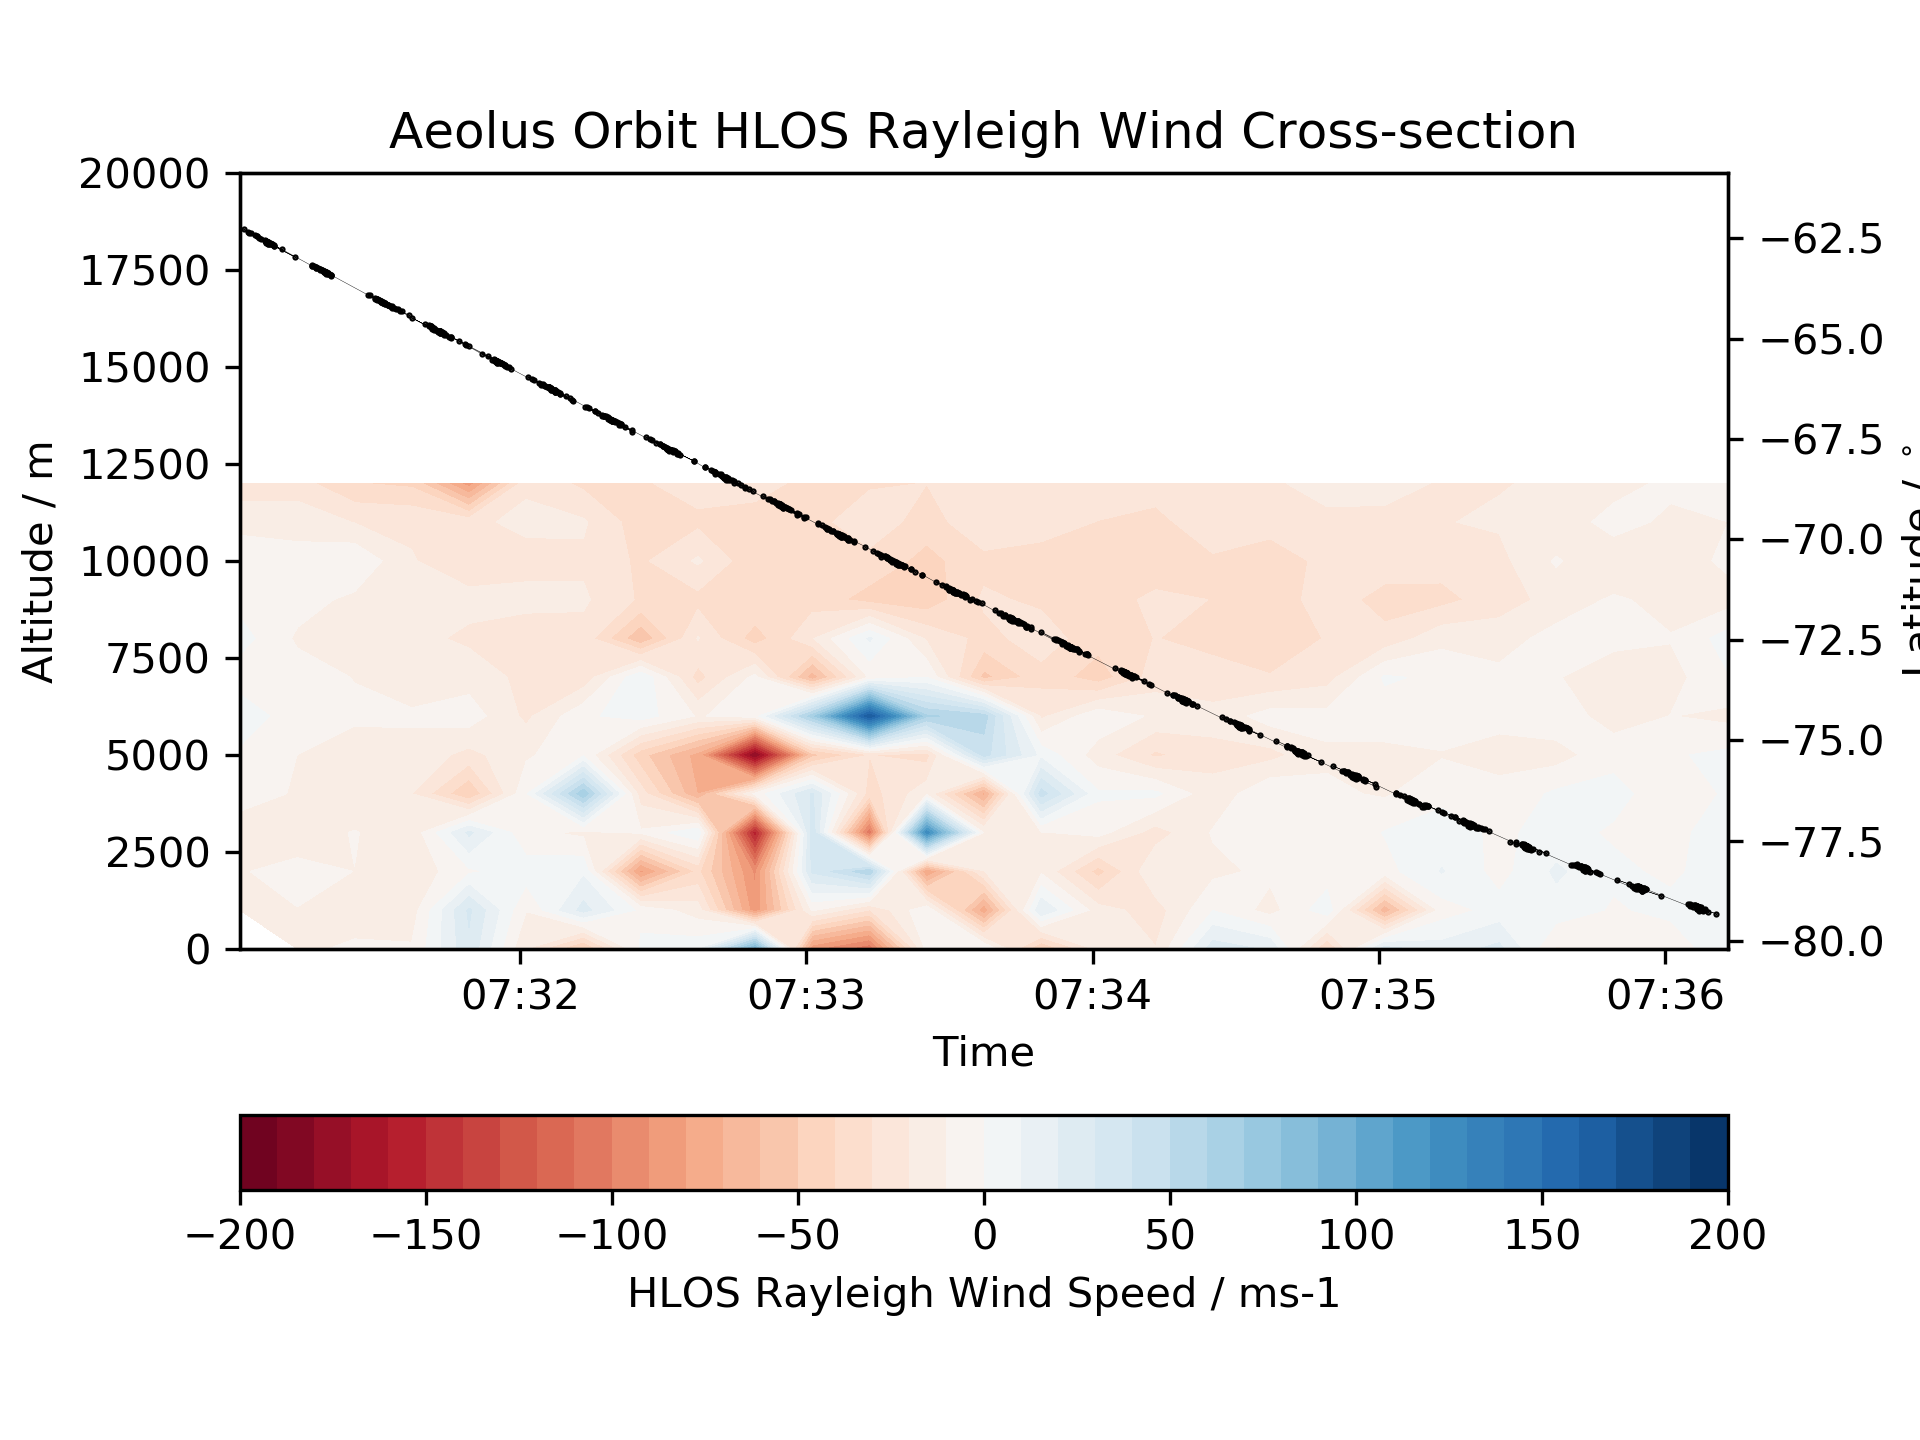 Aeolus Orbit HLOS Rayleigh Wind Cross-section
20000
17500
15000
12500
10000
7500
5000
2500
0
Altitude / m
−62.5
−65.0
−67.5
−70.0
−72.5
−75.0
−77.5
−80.0
Latitude / °
07:32 07:33 07:34 07:35 07:36
Time
−200 −150 −100 −50 0 50 100 150 200
HLOS Rayleigh Wind Speed / ms-1